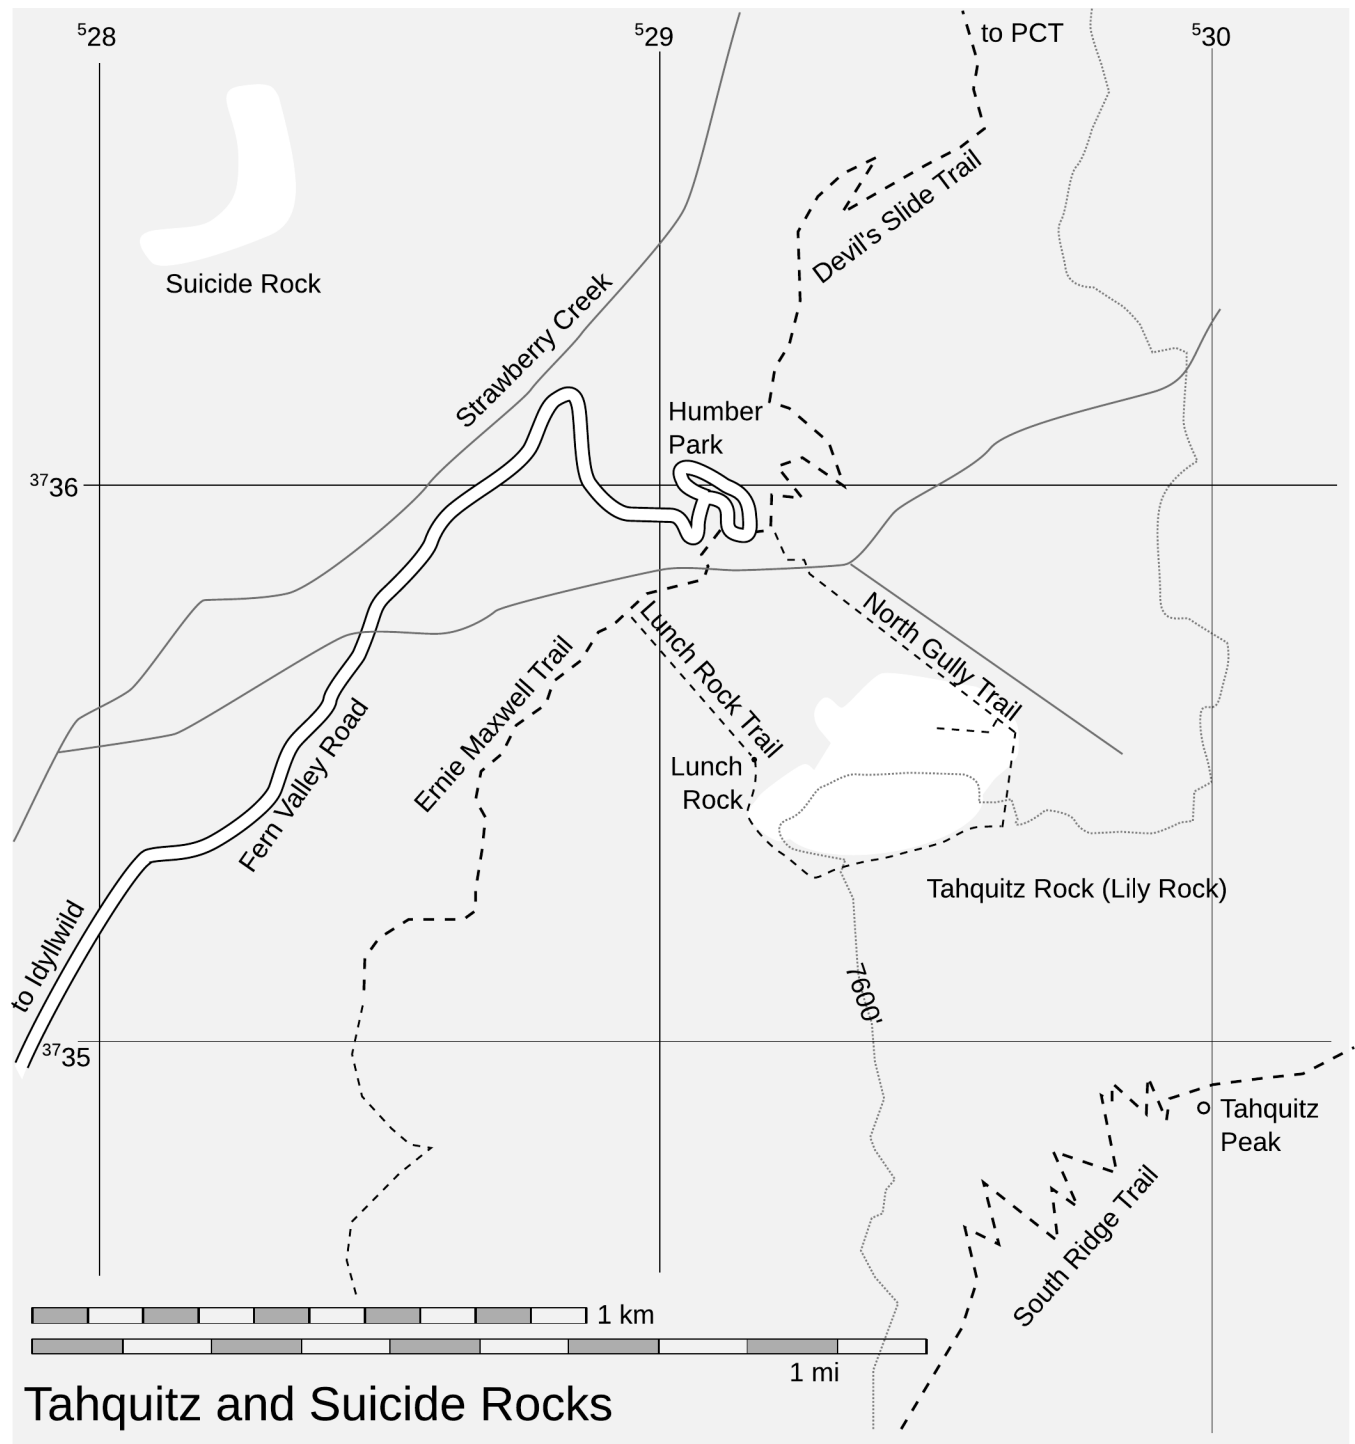 528
529
to PCT
530
Devil's Slide Trail
Suicide Rock
Strawberry Creek
Humber
Park
3736
North Gully Trail
Lunch Rock Trail
Ernie Maxwell Trail
Fern Valley Road
Lunch
Rock
Tahquitz Rock (Lily Rock)
to Idyllwild
7600'
3735
Tahquitz
Peak
South Ridge Trail
1 km
1 mi
Tahquitz and Suicide Rocks